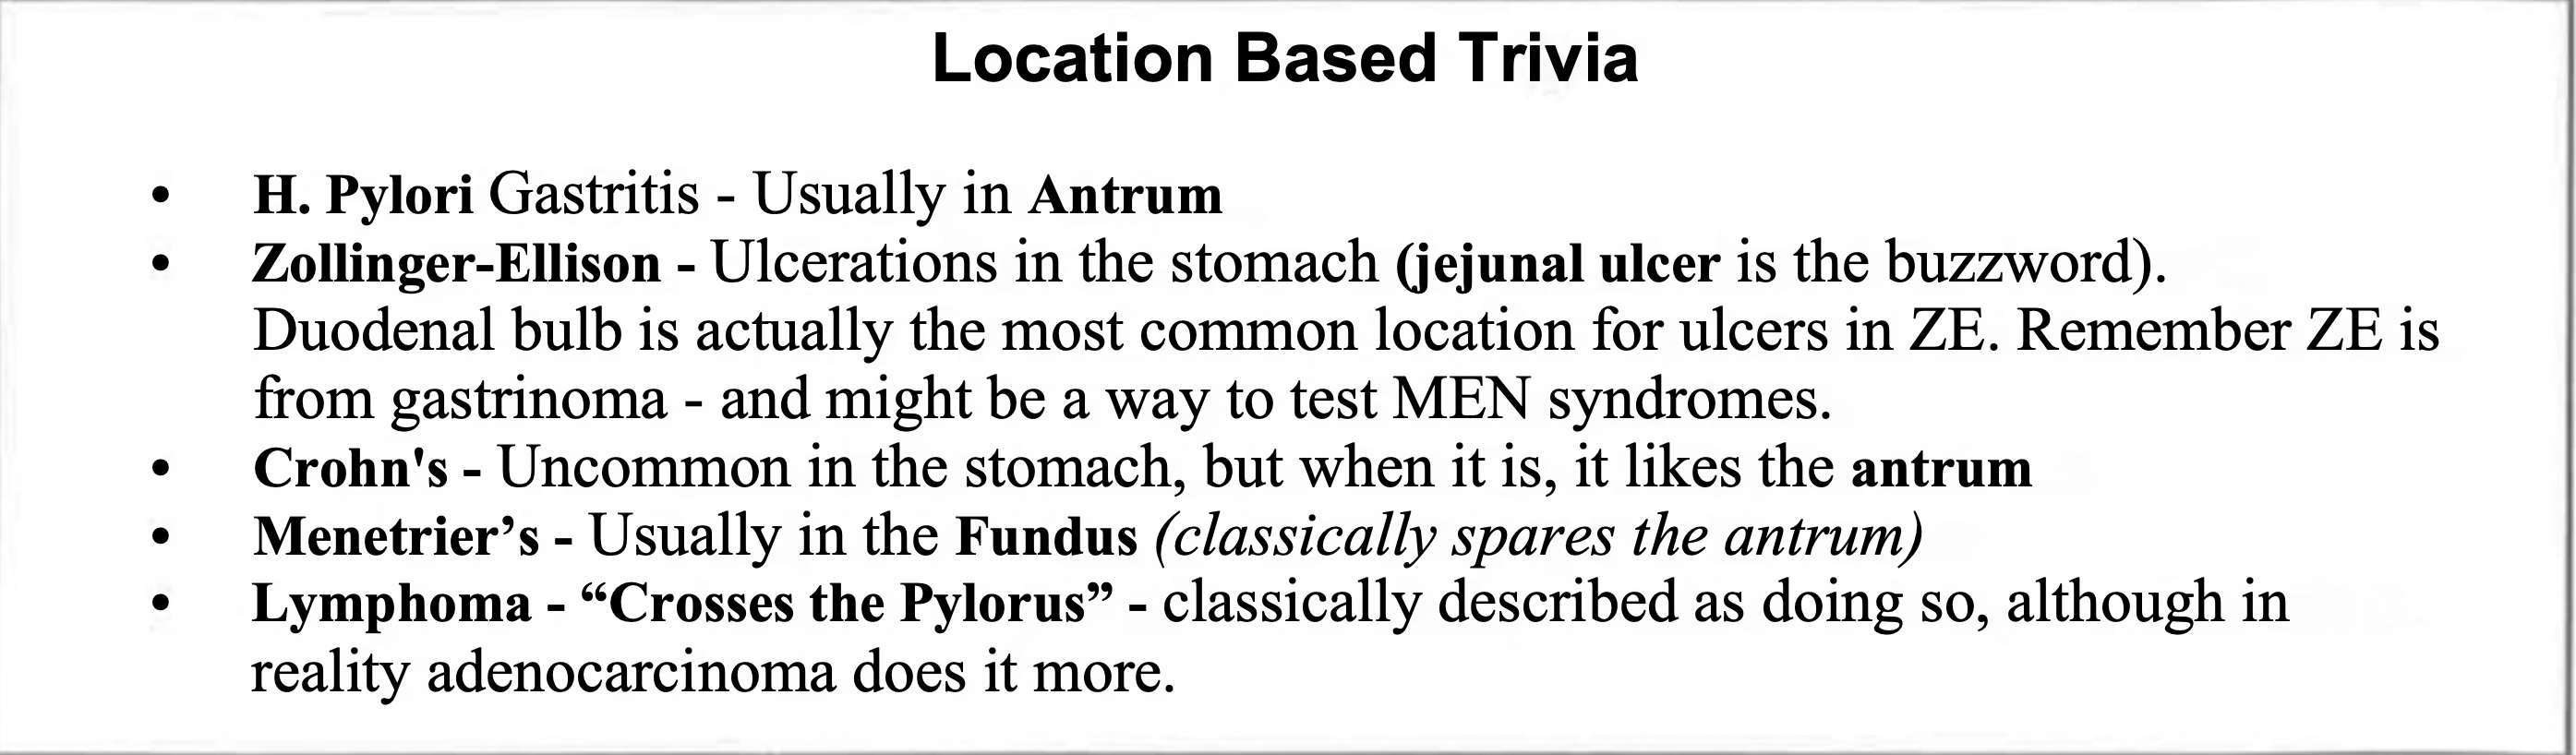 Location Based Trivia
• H. Pylori Gastritis - Usually in Antrum
• Zollinger-Ellison - Ulcerations in the stomach (jejunal ulcer is the buzzword).
Duodenal bulb is actually the most common location for ulcers in ZE. Remember ZE is
from gastrinoma - and might be a way to test MEN syndromes.
• Crohn's - Uncommon in the stomach, but when it is, it likes the antrum
• Menetrier’s - Usually in the Fundus (classically spares the antrum)
• Lymphoma - “Crosses the Pylorus” - classically described as doing so, although in
reality adenocarcinoma does it more.